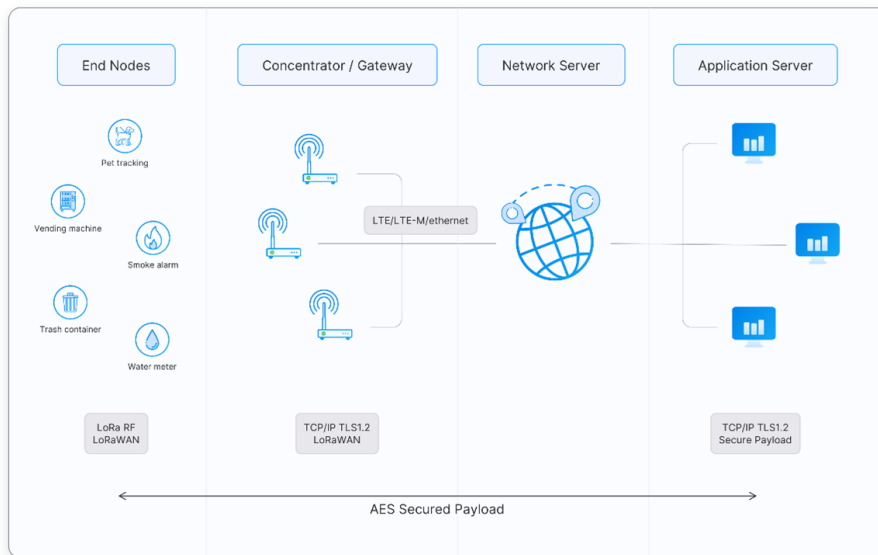 End Nodes
Concentrator / Gateway
Network Server
Application Server
Pet tracking
Vending machine
Smoke alarm
Trash container
Water meter
LTE/LTE-M/ethernet
LoRa RF
LoRaWAN
TCP/IP TLS1.2
LoRaWAN
TCP/IP TLS1.2
Secure Payload
AES Secured Payload